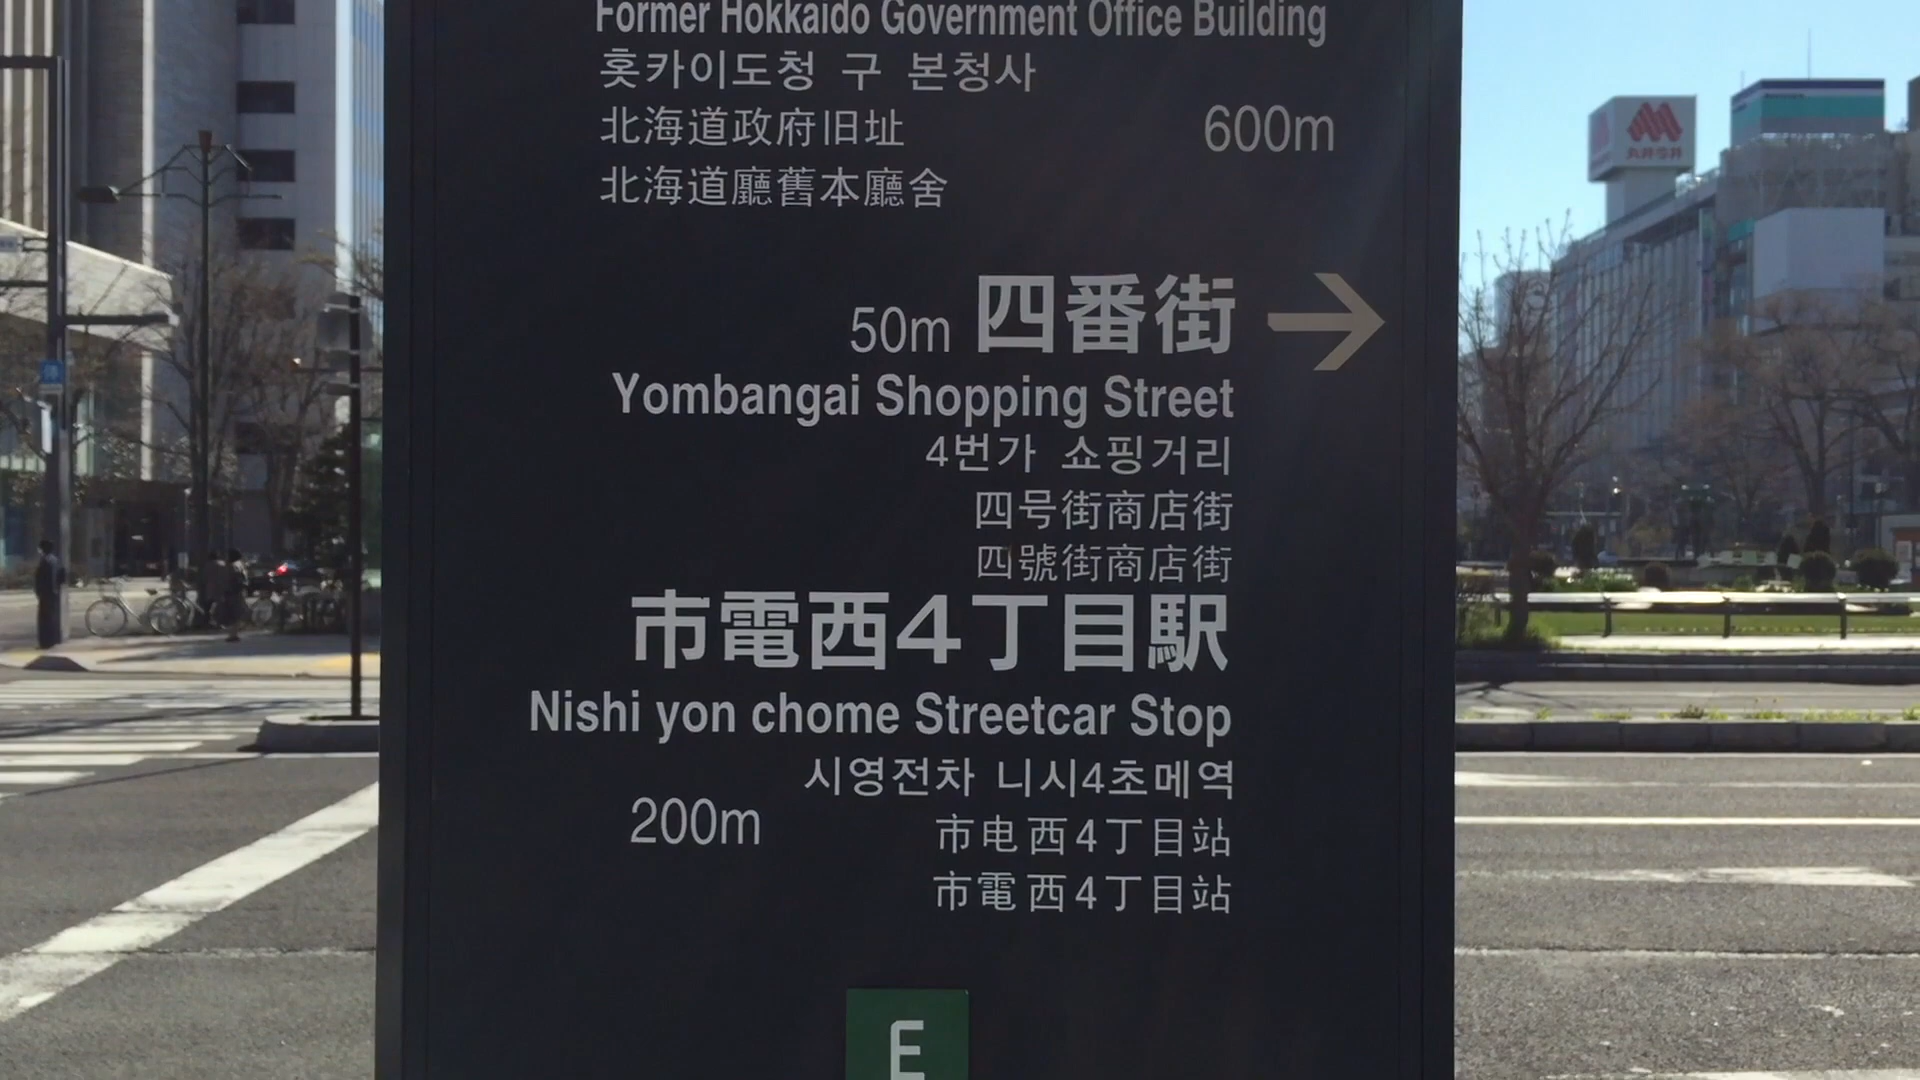 Former Hokkaido Government Office Building
홋카이도청 구 본청사
北海道政府旧址
600m
北海道廳舊本廳舍
50m 四番街 →
Yombangai Shopping Street
4번가 쇼핑거리
四号街商店街
四號街商店街
市電西4丁目駅
Nishi yon chome Streetcar Stop
시영전차 니시4초메역
200m
市电西4丁目站
市電西4丁目站
E
丸井今井